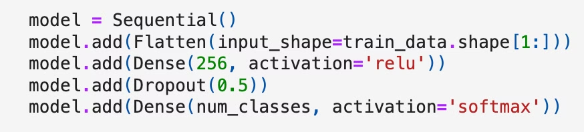 model = Sequential()
model.add(Flatten(input_shape=train_data.shape[1:]))
model.add(Dense(256, activation='relu'))
model.add(Dropout(0.5))
model.add(Dense(num_classes, activation='softmax'))